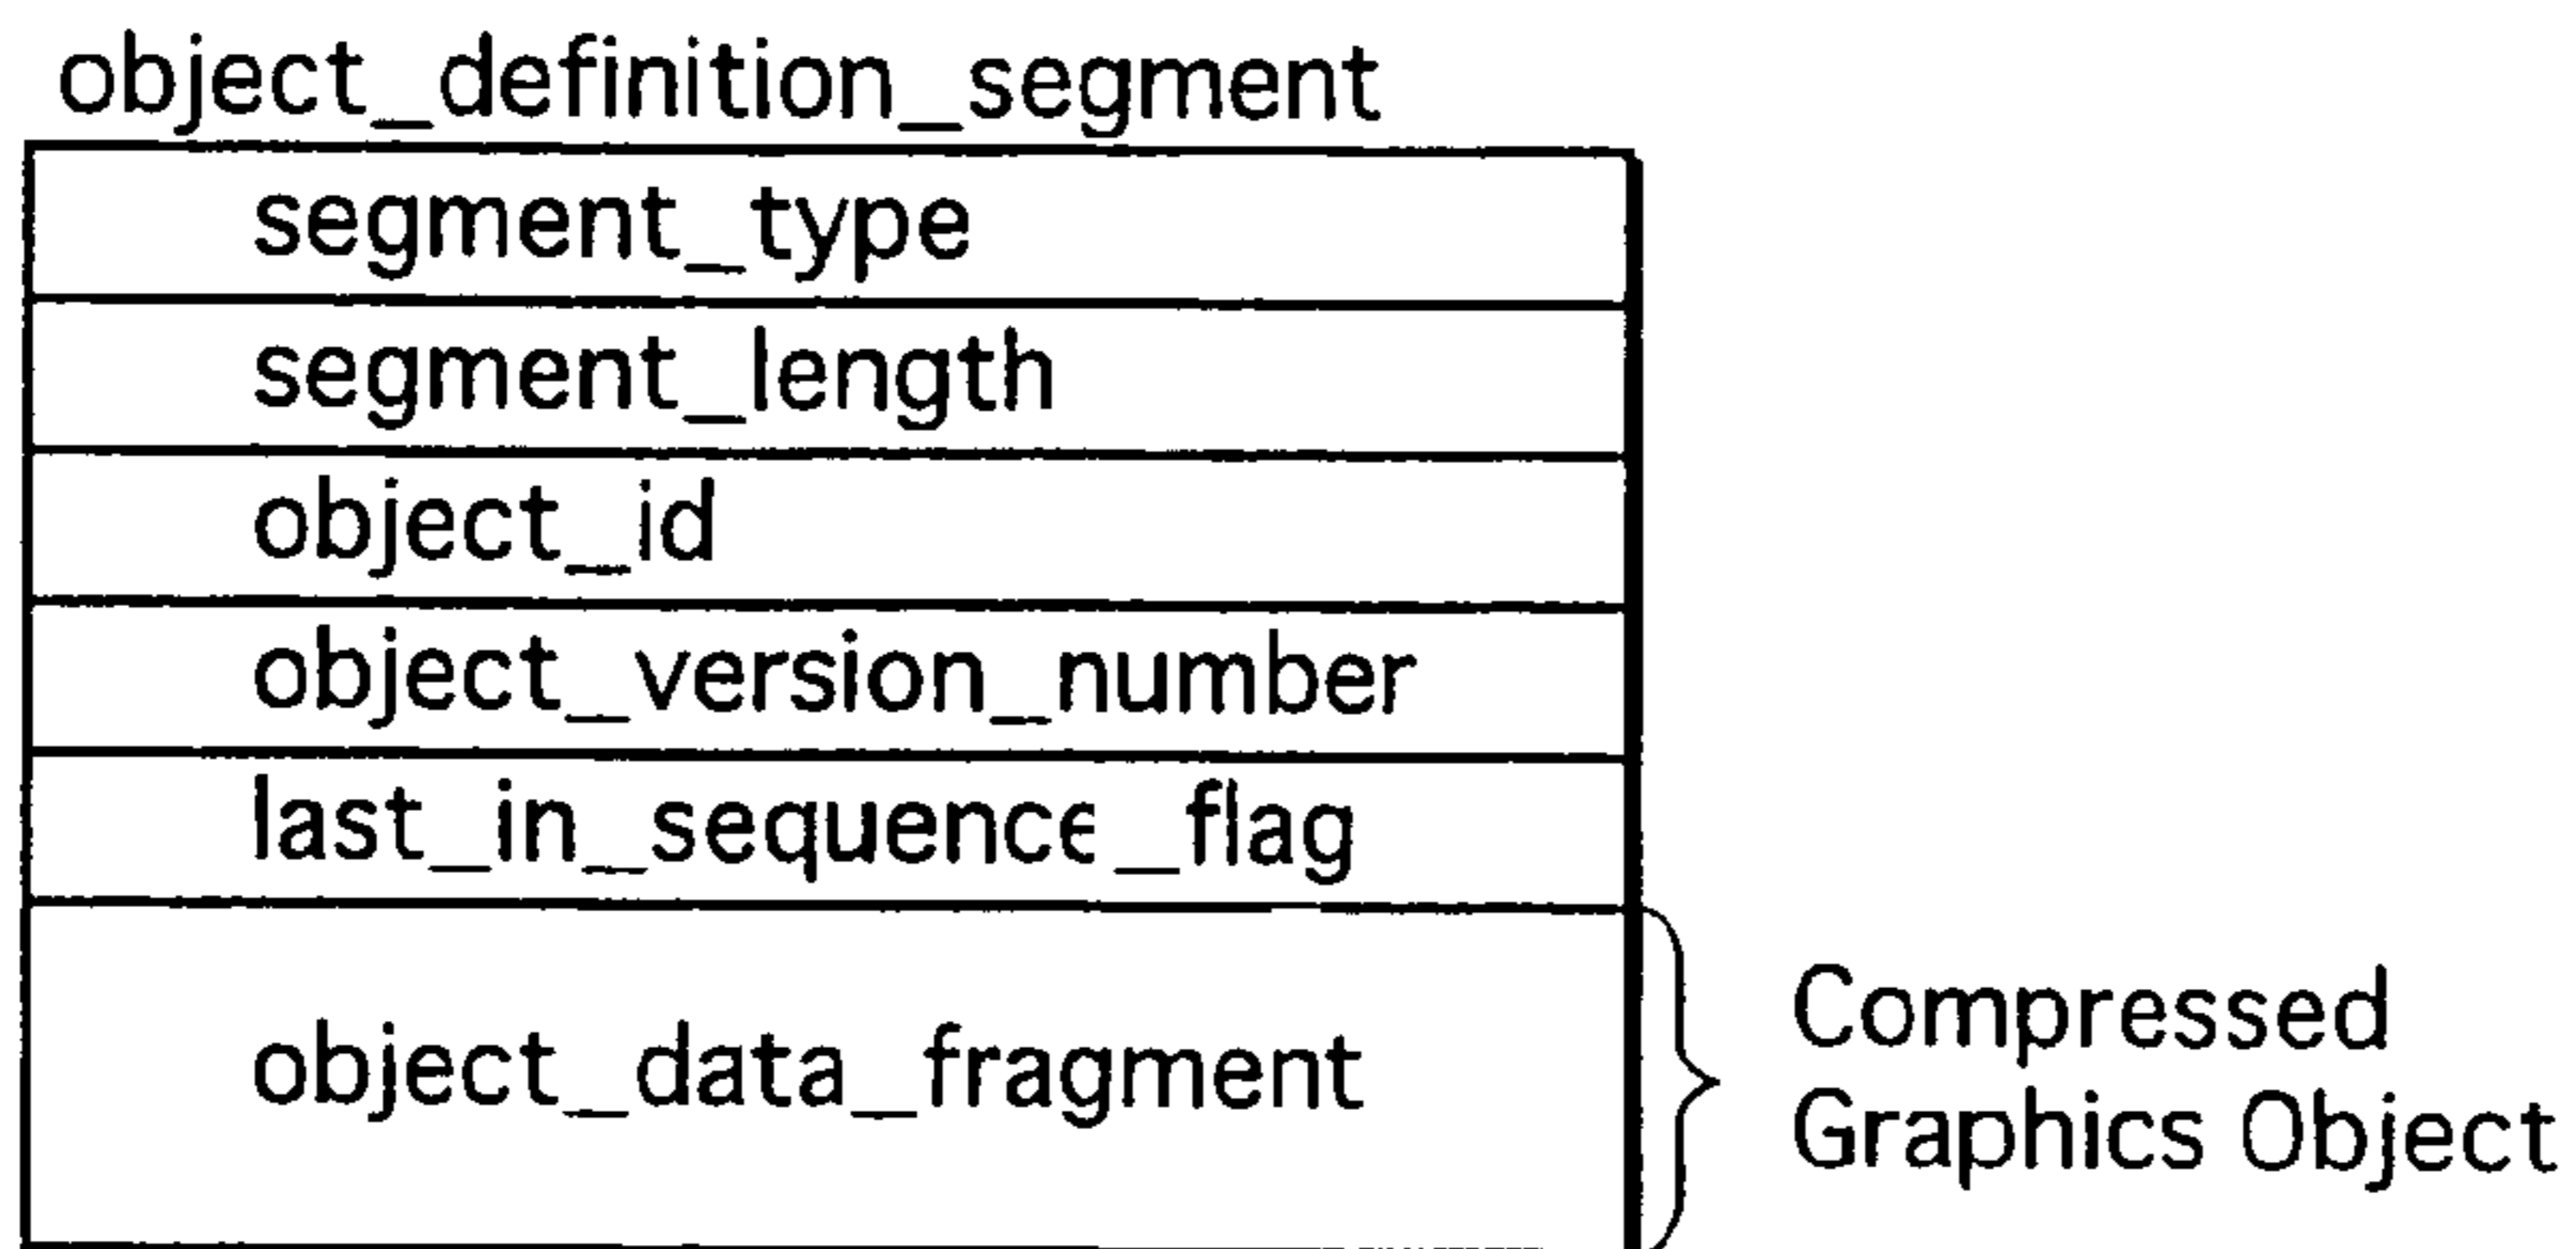 object_definition_segment
segment_type
segment_length
object_id
object_version_number
last_in_sequence_flag
object_data_fragment
Compressed
Graphics Object